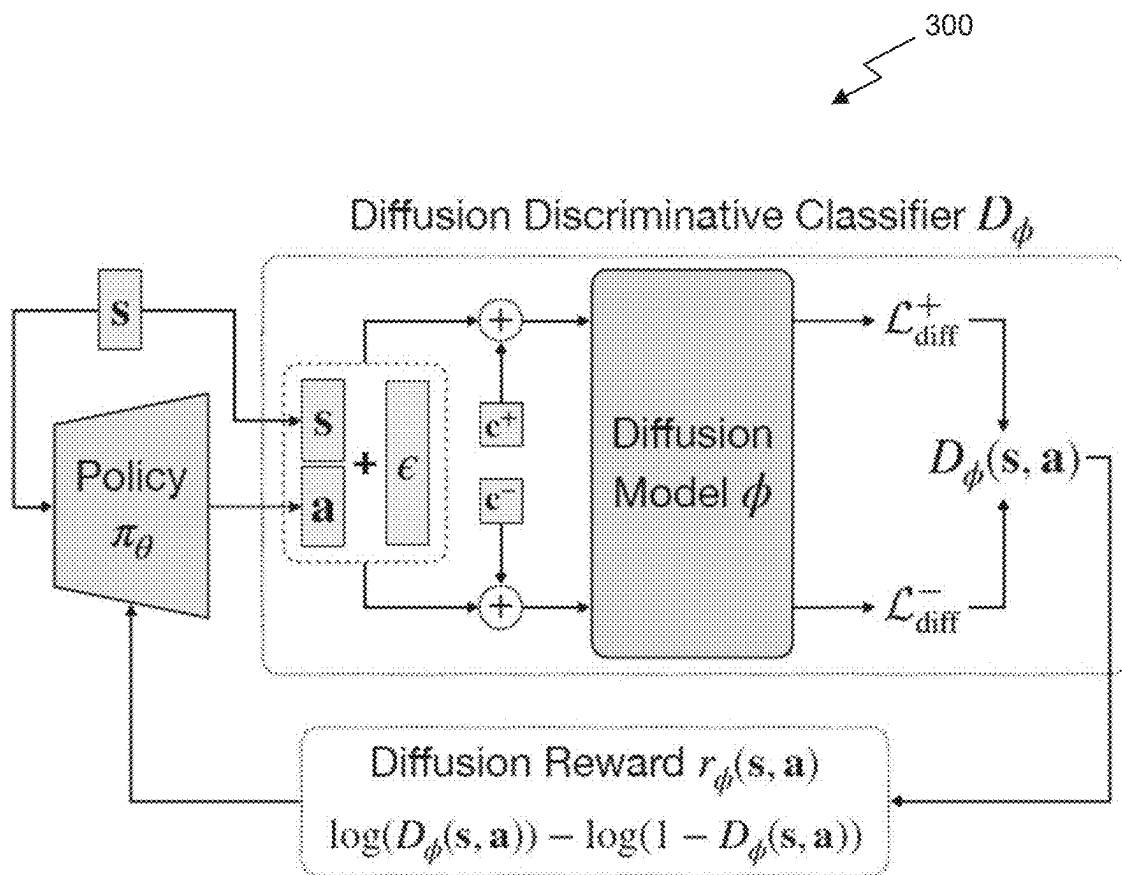 300
Diffusion Discriminative Classifier D_ϕ
s
s
a
+
ϵ
Policy
π_θ
+
c⁺
c⁻
+
Diffusion
Model ϕ
ℒ⁺_diff
D_ϕ(s, a)
ℒ⁻_diff
Diffusion Reward r_ϕ(s, a)
log(D_ϕ(s, a)) − log(1 − D_ϕ(s, a))